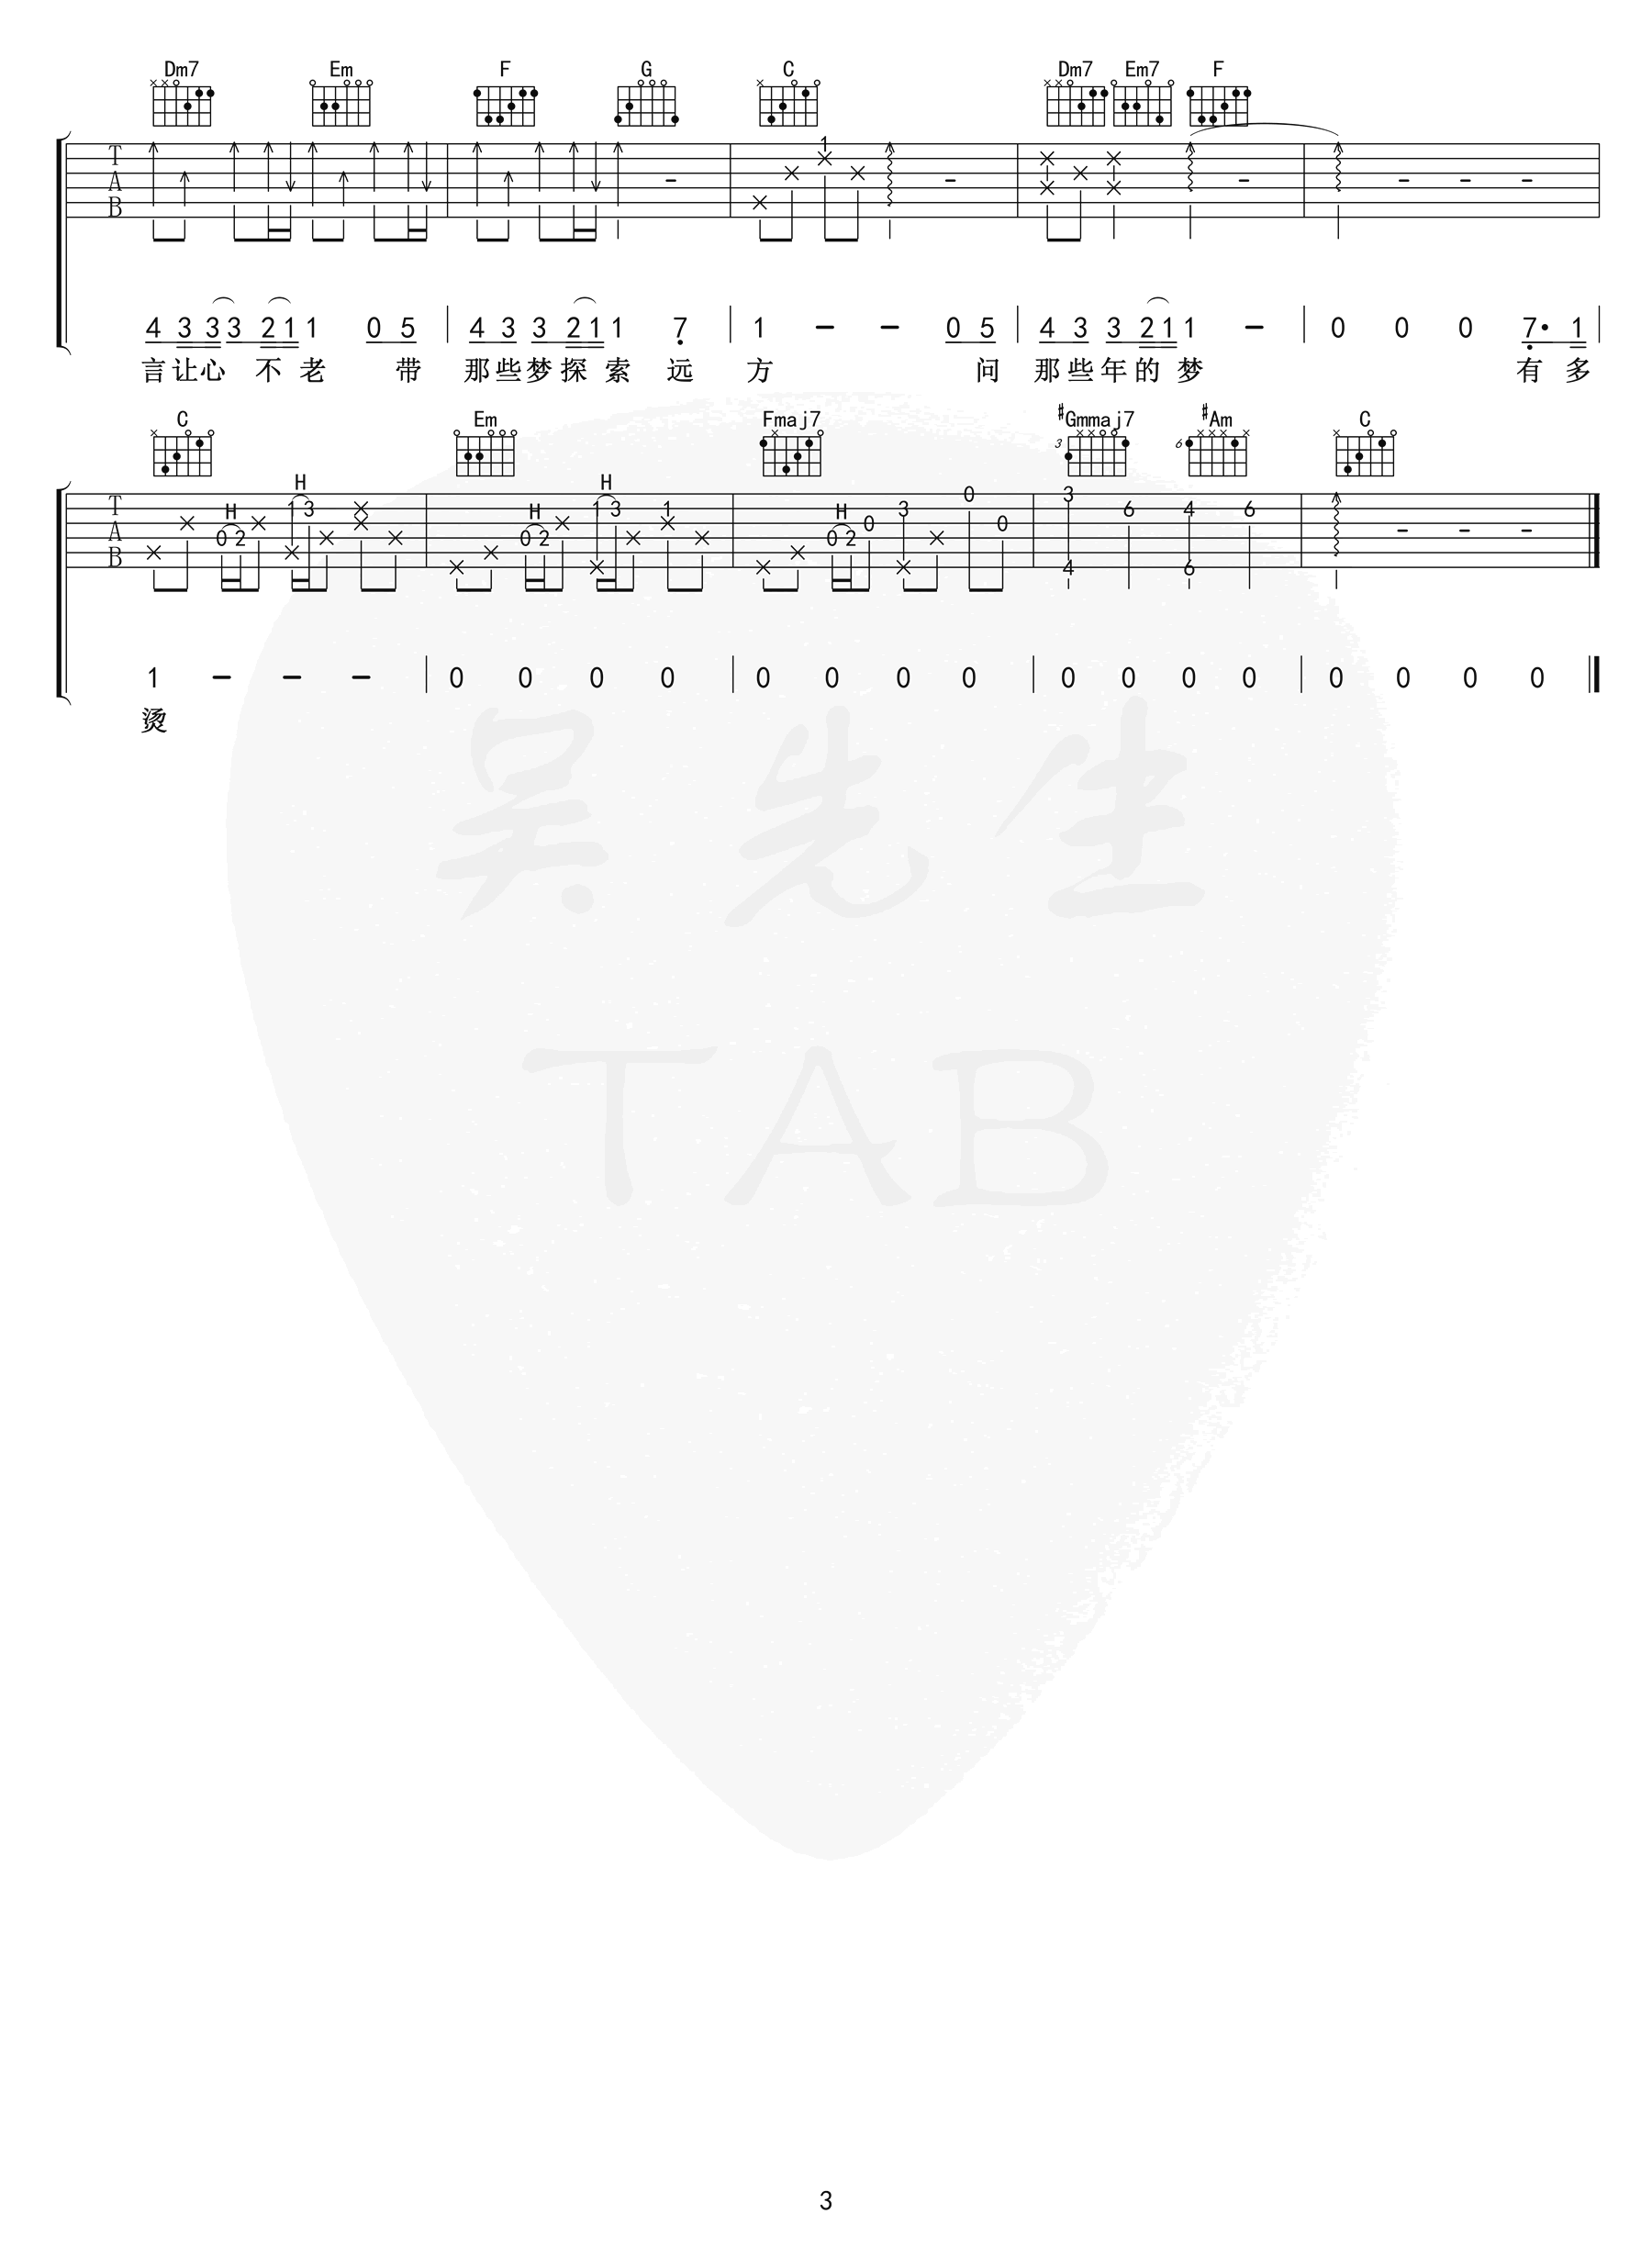 Dm7 Em F G C Dm7 Em7 F
1
T
A
B
4 3 3 3 2 1 1 0 5 4 3 3 2 1 1 7 1 - - 0 5 4 3 3 2 1 1 - 0 0 0 7· 1
言让心 不 老 带 那些梦探 索 远 方 问 那些年的 梦 有 多
C Em Fmaj7 #Gmmaj7 #Am C
3 6
H H H H H
T
A
B
0 2 1 3 0 2 1 3 1 0 2 0 3 0 0 3 4 6 4 6 6
1 - - - 0 0 0 0 0 0 0 0 0 0 0 0 0 0 0 0
烫
吴先生
TAB
3